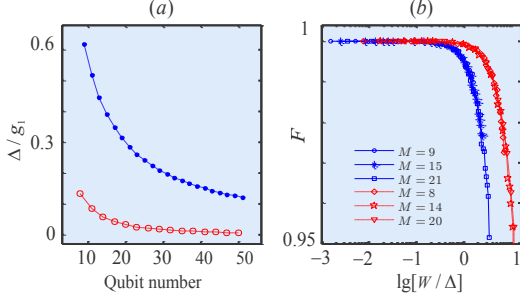 (a)
0.6
0.3
0
Δ / g₁
10 20 30 40 50
Qubit number
(b)
1
0.95
F
M = 9
M = 15
M = 21
M = 8
M = 14
M = 20
−3 −2 −1 0 1
lg[W / Δ]